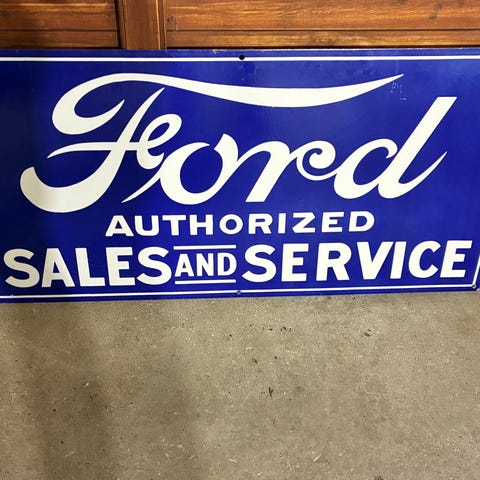 Ford
AUTHORIZED
SALES AND SERVICE